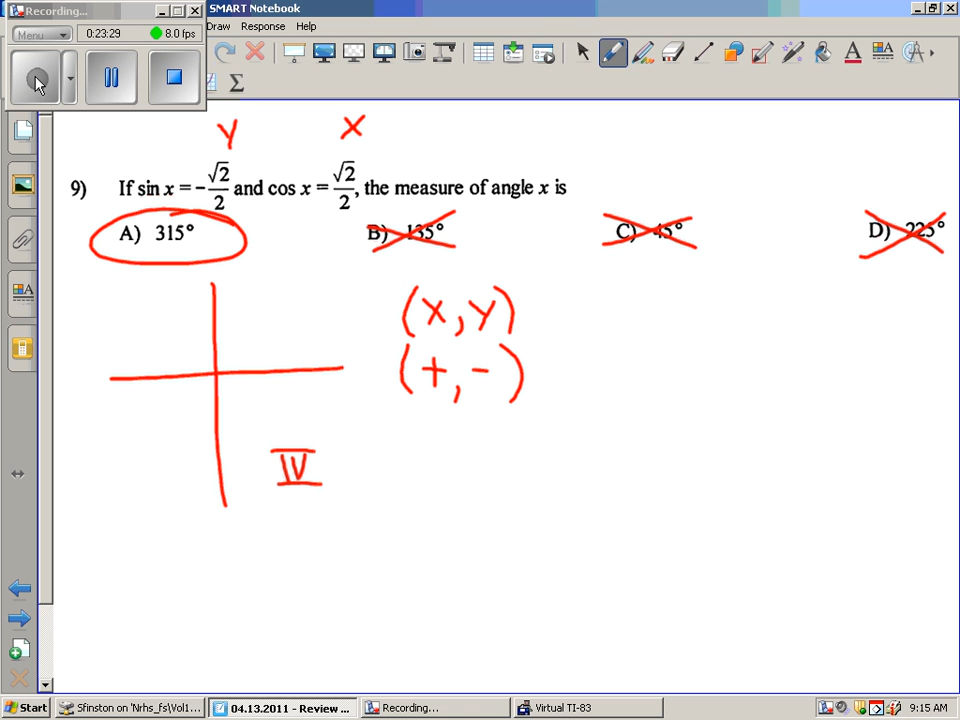 Recording...
SMART Notebook
Menu
0:23:29
8.0 fps
Draw Response Help
Y X
9) If sin x = -√2/2 and cos x = √2/2, the measure of angle x is
A) 315° B) 135° C) 45° D) 225°
(X, Y)
(+, -)
IV
Start
Sfinston on 'Nrhs_fs\Vol1...
04.13.2011 - Review ...
Recording...
Virtual TI-83
9:15 AM